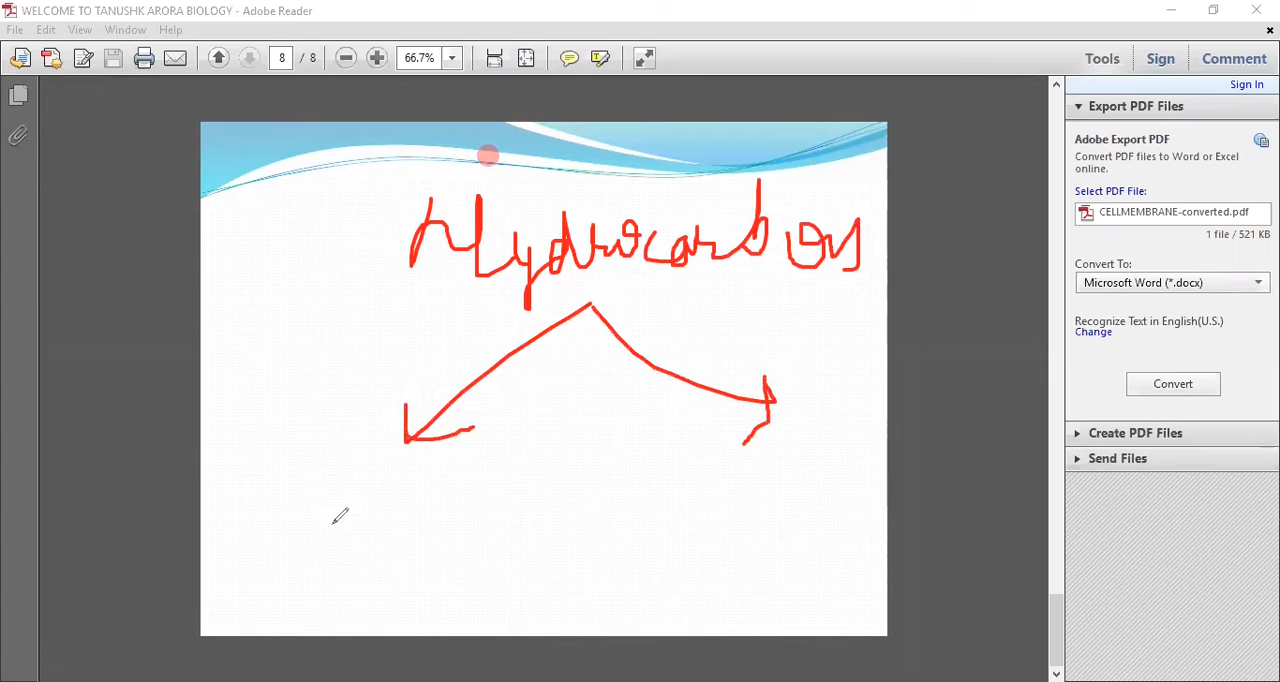 WELCOME TO TANUSHK ARORA BIOLOGY - Adobe Reader
File Edit View Window Help
8 / 8 66.7% Tools Sign Comment
Sign In
Export PDF Files
Adobe Export PDF
Convert PDF files to Word or Excel
online.
Select PDF File:
CELLMEMBRANE-converted.pdf
1 file / 521 KB
Convert To:
Microsoft Word (*.docx)
Recognize Text in English(U.S.)
Change
Convert
Create PDF Files
Send Files
Hydrocarbons